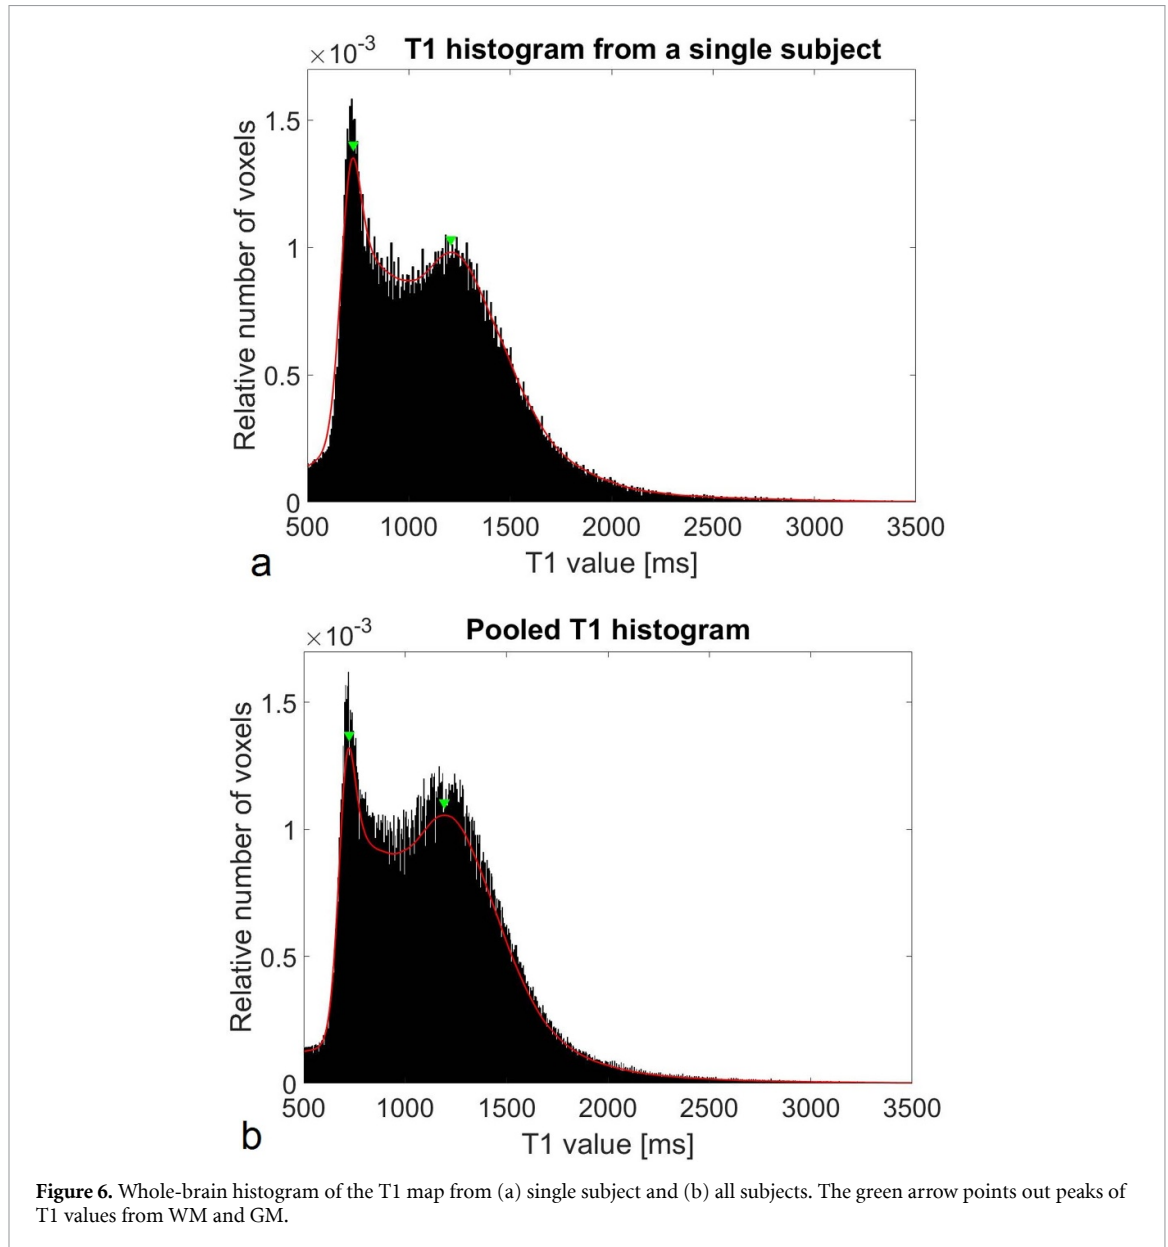 ×10-3
T1 histogram from a single subject
Relative number of voxels
1.5
1
0.5
0
500 1000 1500 2000 2500 3000 3500
T1 value [ms]
a
×10-3
Pooled T1 histogram
Relative number of voxels
1.5
1
0.5
0
500 1000 1500 2000 2500 3000 3500
T1 value [ms]
b
Figure 6. Whole-brain histogram of the T1 map from (a) single subject and (b) all subjects. The green arrow points out peaks of
T1 values from WM and GM.